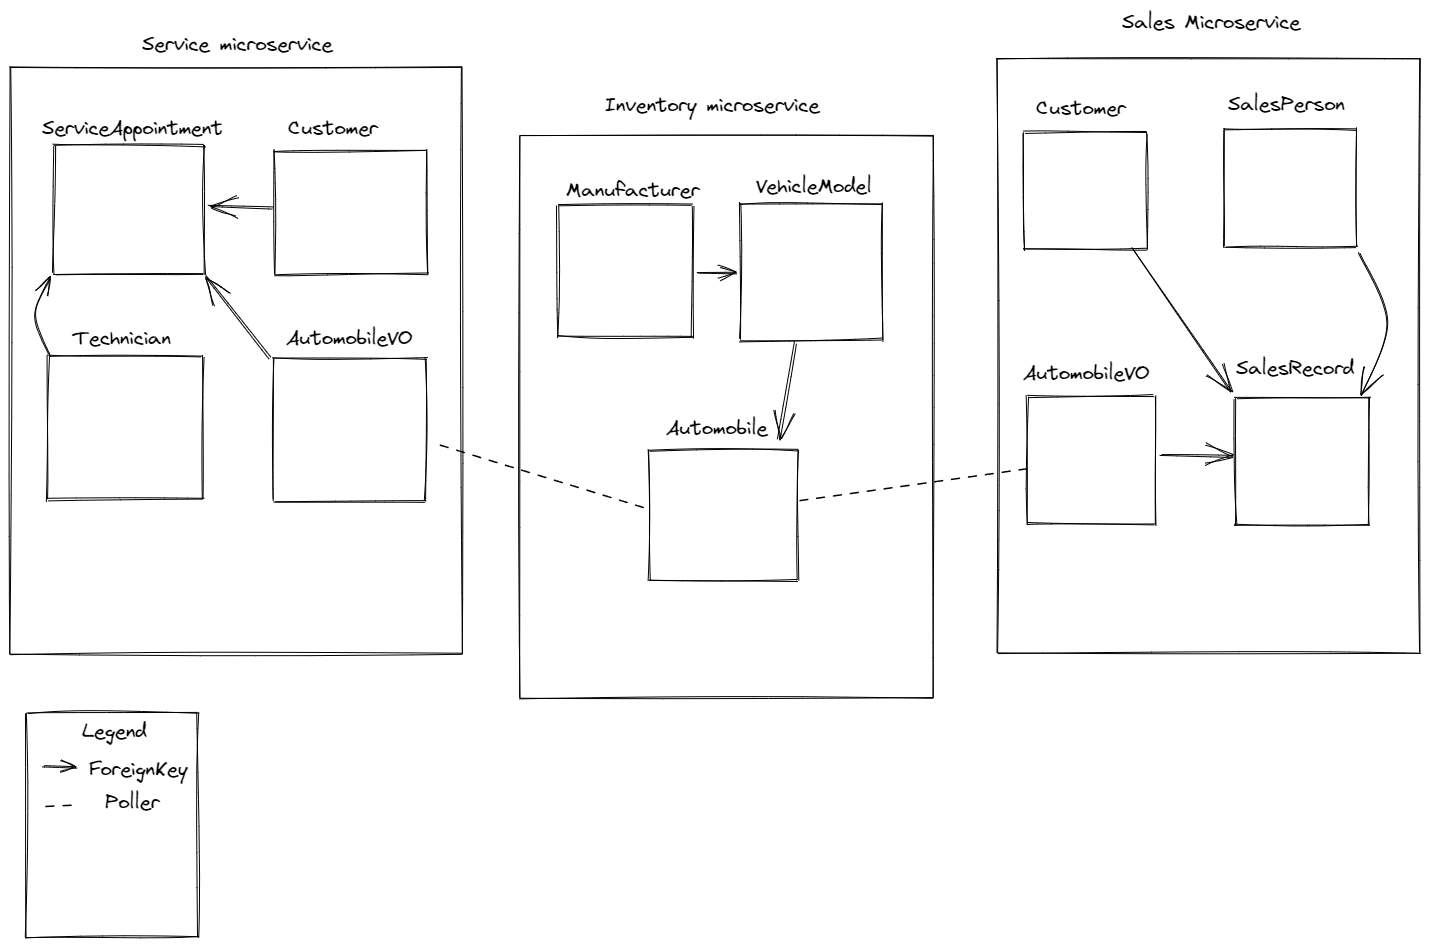 Service microservice
ServiceAppointment
Customer
Technician
AutomobileVO
Inventory microservice
Manufacturer
VehicleModel
Automobile
Sales Microservice
Customer
SalesPerson
AutomobileVO
SalesRecord
Legend
ForeignKey
Poller